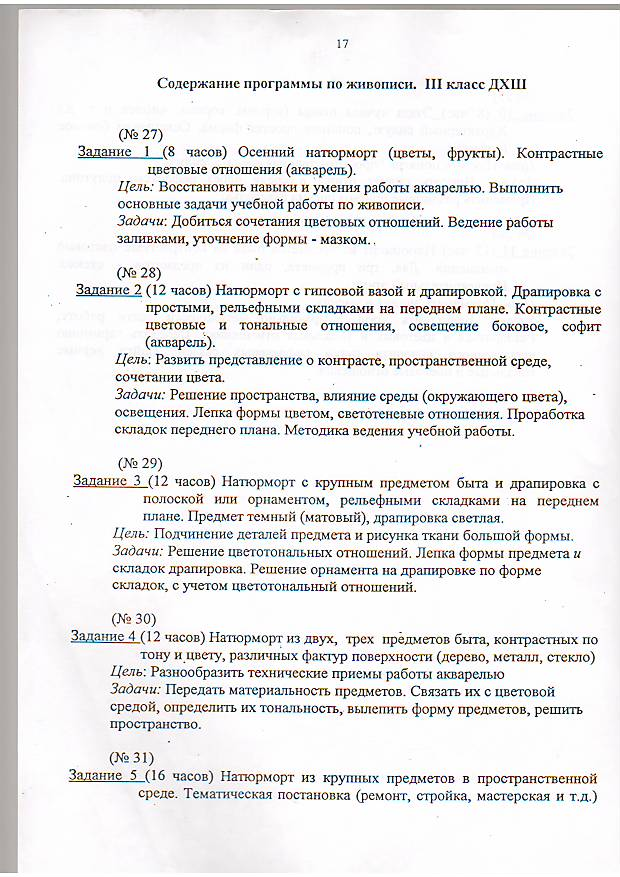 17
Содержание программы по живописи. III класс ДХШ
(№ 27)
Задание 1 (8 часов) Осенний натюрморт (цветы, фрукты). Контрастные
цветовые отношения (акварель).
Цель: Восстановить навыки и умения работы акварелью. Выполнить
основные задачи учебной работы по живописи.
Задачи: Добиться сочетания цветовых отношений. Ведение работы
заливками, уточнение формы - мазком.
(№ 28)
Задание 2 (12 часов) Натюрморт с гипсовой вазой и драпировкой. Драпировка с
простыми, рельефными складками на переднем плане. Контрастные
цветовые и тональные отношения, освещение боковое, софит
(акварель).
Цель: Развить представление о контрасте, пространственной среде,
сочетании цвета.
Задачи: Решение пространства, влияние среды (окружающего цвета),
освещения. Лепка формы цветом, светотеневые отношения. Проработка
складок переднего плана. Методика ведения учебной работы.
(№ 29)
Задание 3 (12 часов) Натюрморт с крупным предметом быта и драпировка с
полоской или орнаментом, рельефными складками на переднем
плане. Предмет темный (матовый), драпировка светлая.
Цель: Подчинение деталей предмета и рисунка ткани большой формы.
Задачи: Решение цветотональных отношений. Лепка формы предмета и
складок драпировка. Решение орнамента на драпировке по форме
складок, с учетом цветотональный отношений.
(№ 30)
Задание 4 (12 часов) Натюрморт из двух, трех предметов быта, контрастных по
тону и цвету, различных фактур поверхности (дерево, металл, стекло)
Цель: Разнообразить технические приемы работы акварелью
Задачи: Передать материальность предметов. Связать их с цветовой
средой, определить их тональность, вылепить форму предметов, решить
пространство.
(№ 31)
Задание 5 (16 часов) Натюрморт из крупных предметов в пространственной
среде. Тематическая постановка (ремонт, стройка, мастерская и т.д.)